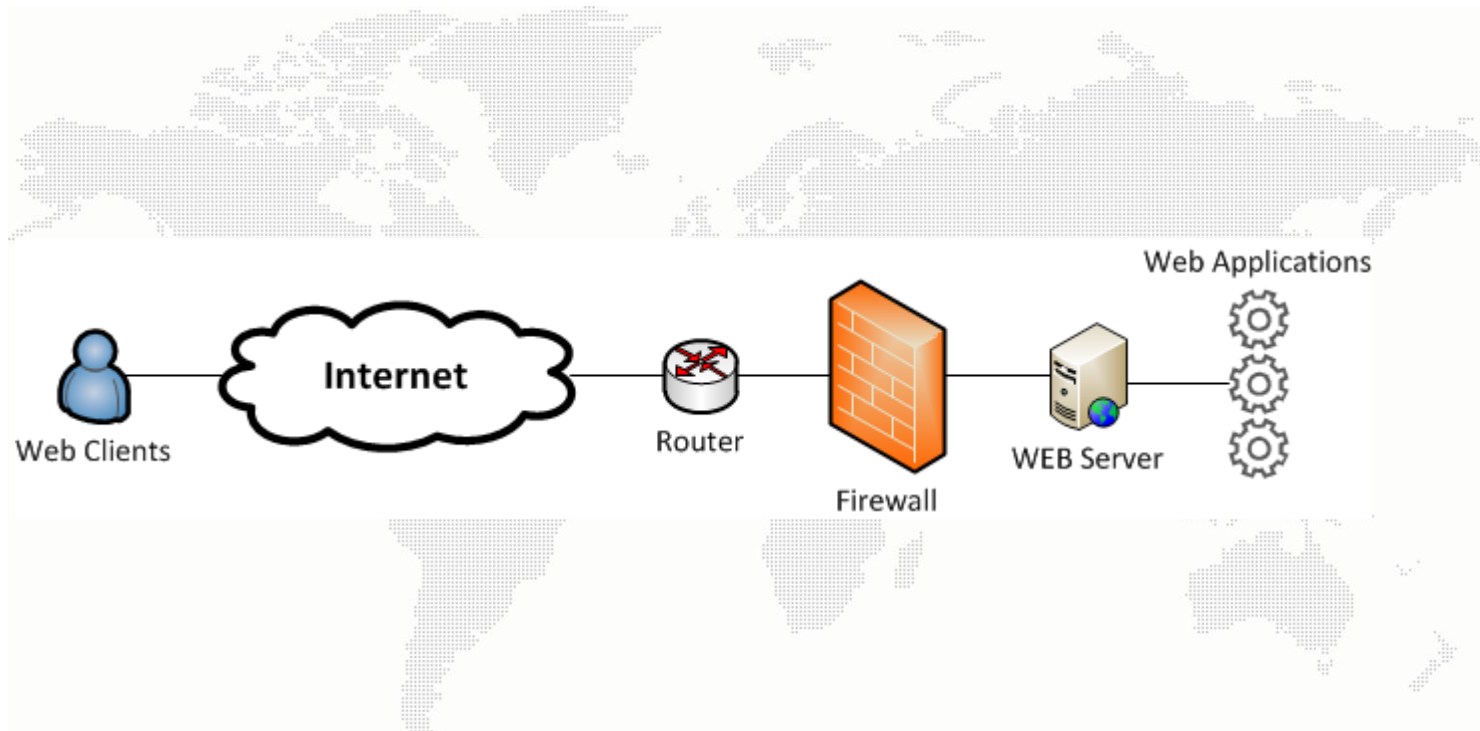 Web Applications
Internet
Web Clients
Router
Firewall
WEB Server